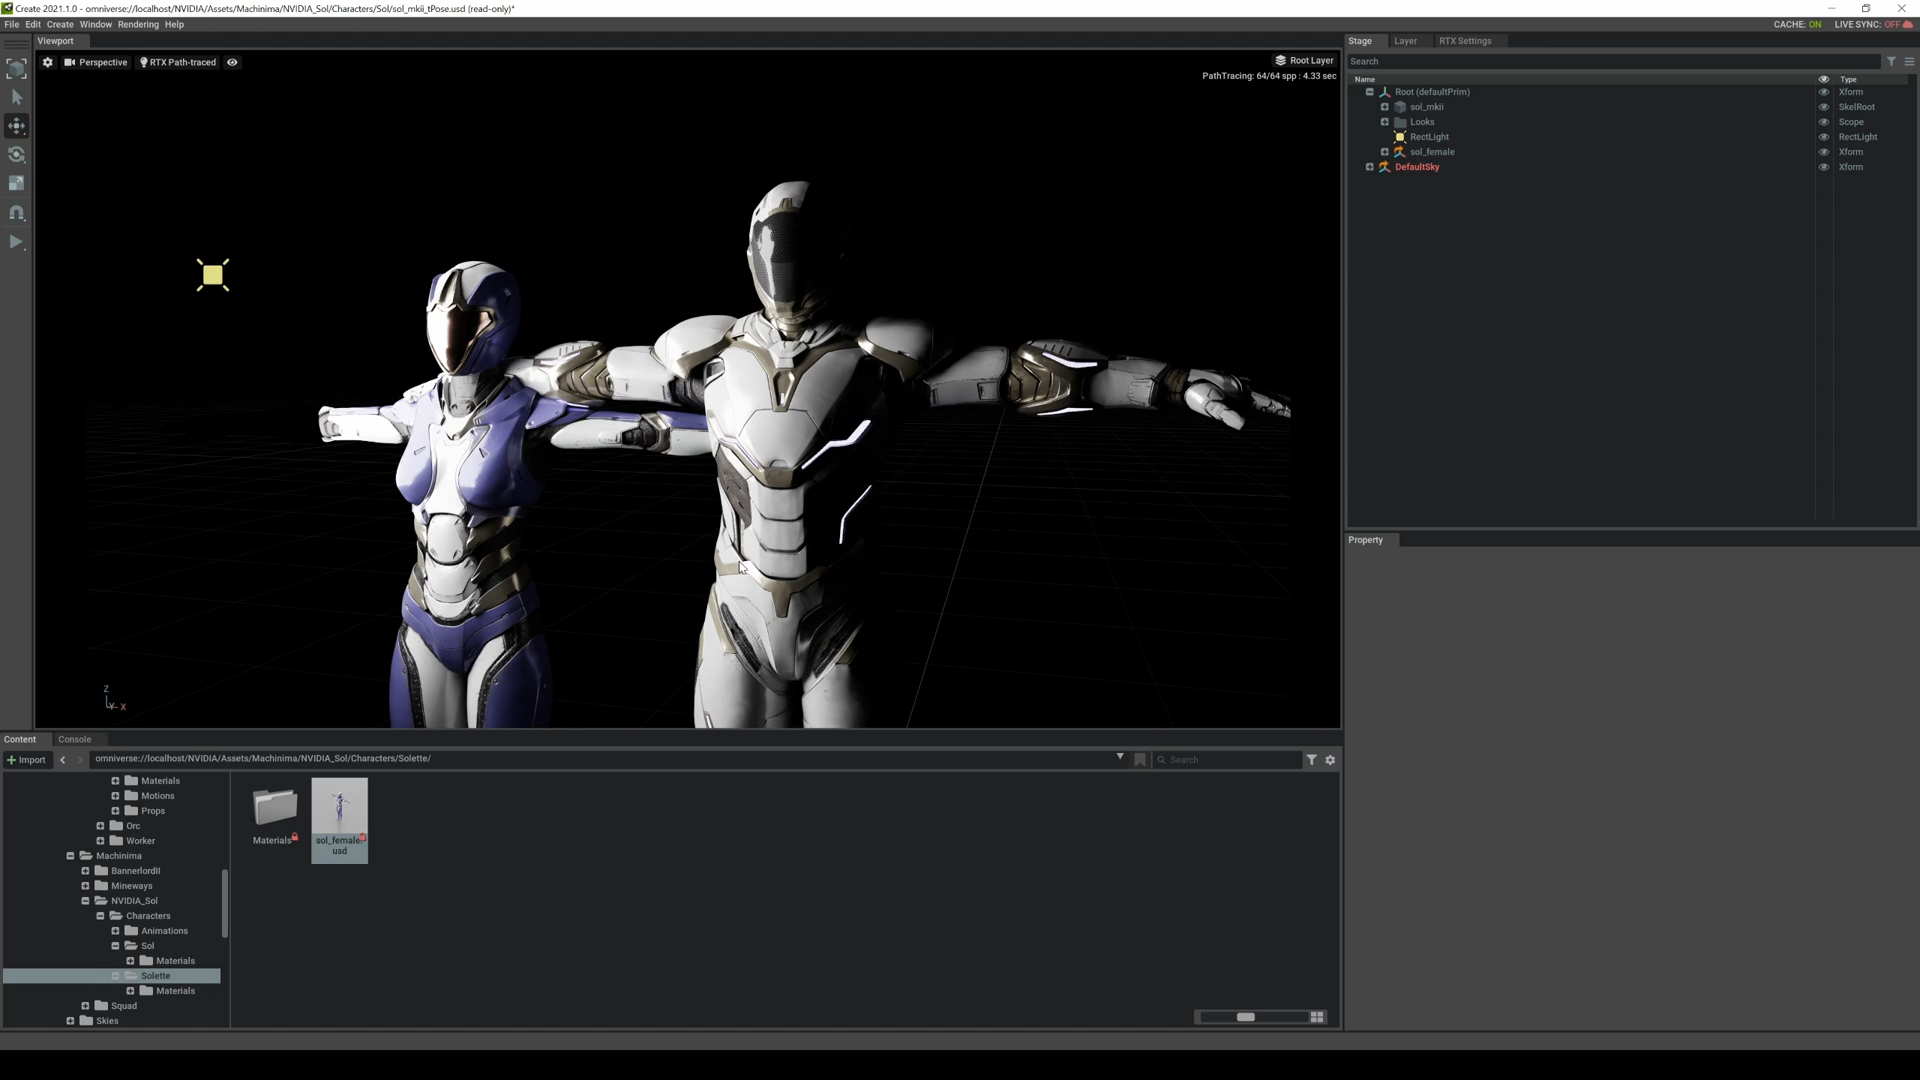 Create 2021.1.0 - omniverse://localhost/NVIDIA/Assets/Machinima/NVIDIA_Sol/Characters/Sol/sol_mkii_tPose.usd (read-only)*
File Edit Create Window Rendering Help
CACHE: ON LIVE SYNC: OFF
Viewport
Perspective
RTX Path-traced
Root Layer
PathTracing: 64/64 spp : 4.33 sec
Z
Y X
Stage Layer RTX Settings
Search
Name Type
Root (defaultPrim) Xform
sol_mkii SkelRoot
Looks Scope
RectLight RectLight
sol_female Xform
DefaultSky Xform
Property
Content Console
Import
omniverse://localhost/NVIDIA/Assets/Machinima/NVIDIA_Sol/Characters/Solette/
Search
Materials
Motions
Props
Orc
Worker
Machinima
BannerlordII
Mineways
NVIDIA_Sol
Characters
Animations
Sol
Materials
Solette
Materials
Squad
Skies
Materials
sol_female.
usd